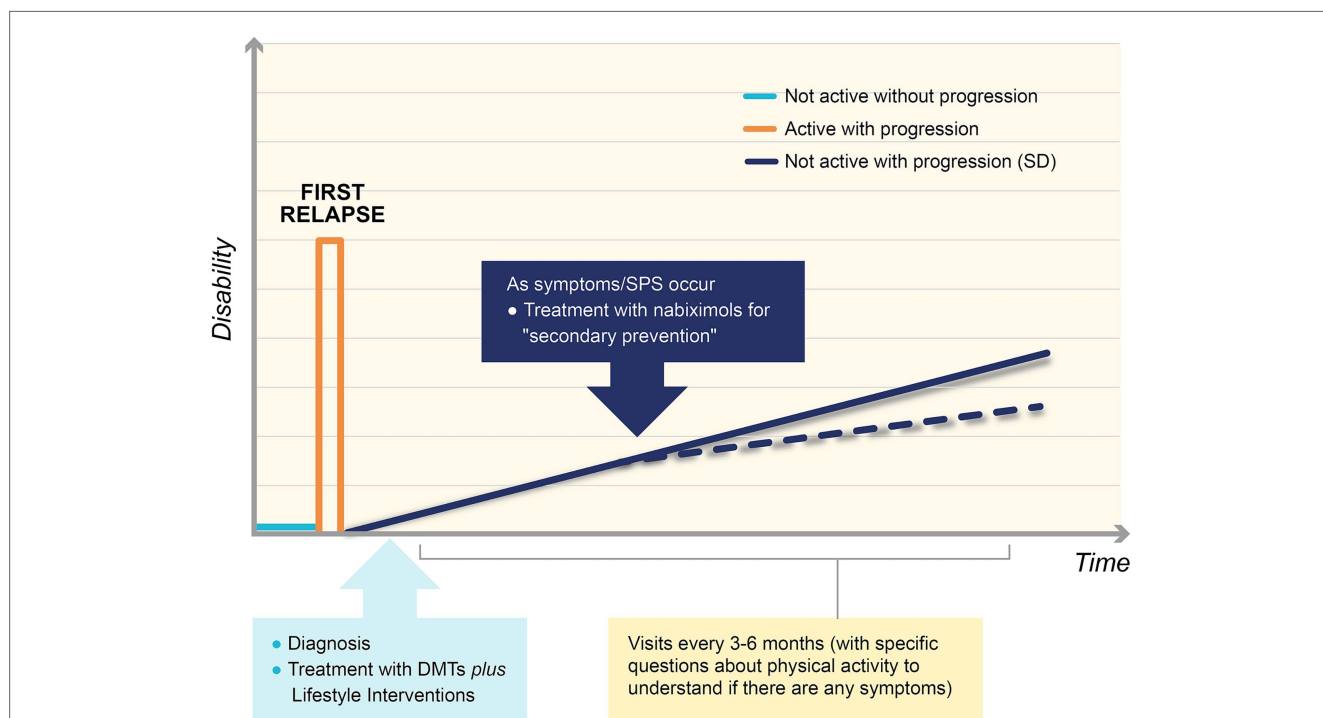 Not active without progression
Active with progression
Not active with progression (SD)
FIRST
RELAPSE
Disability
As symptoms/SPS occur
● Treatment with nabiximols for
"secondary prevention"
Time
● Diagnosis
● Treatment with DMTs plus
Lifestyle Interventions
Visits every 3-6 months (with specific
questions about physical activity to
understand if there are any symptoms)